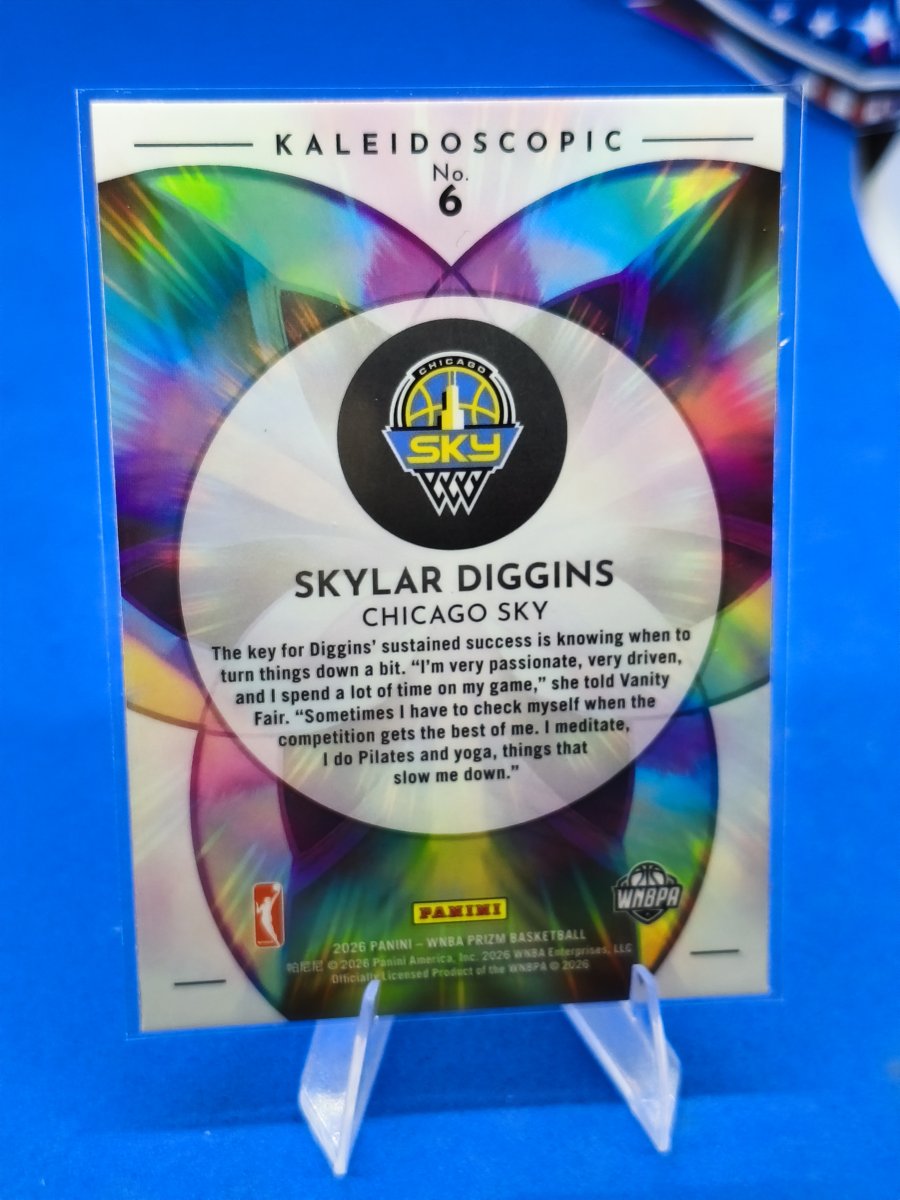 KALEIDOSCOPIC
No.
6
CHICAGO
SKY
SKYLAR DIGGINS
CHICAGO SKY
The key for Diggins’ sustained success is knowing when to
turn things down a bit. “I’m very passionate, very driven,
and I spend a lot of time on my game,” she told Vanity
Fair. “Sometimes I have to check myself when the
competition gets the best of me. I meditate,
I do Pilates and yoga, things that
slow me down.”
PANINI
WNBPA
2026 PANINI – WNBA PRIZM BASKETBALL
帕尼尼 © 2026 Panini America, Inc. 2026 WNBA Enterprises, LLC
Officially Licensed Product of the WNBPA © 2026